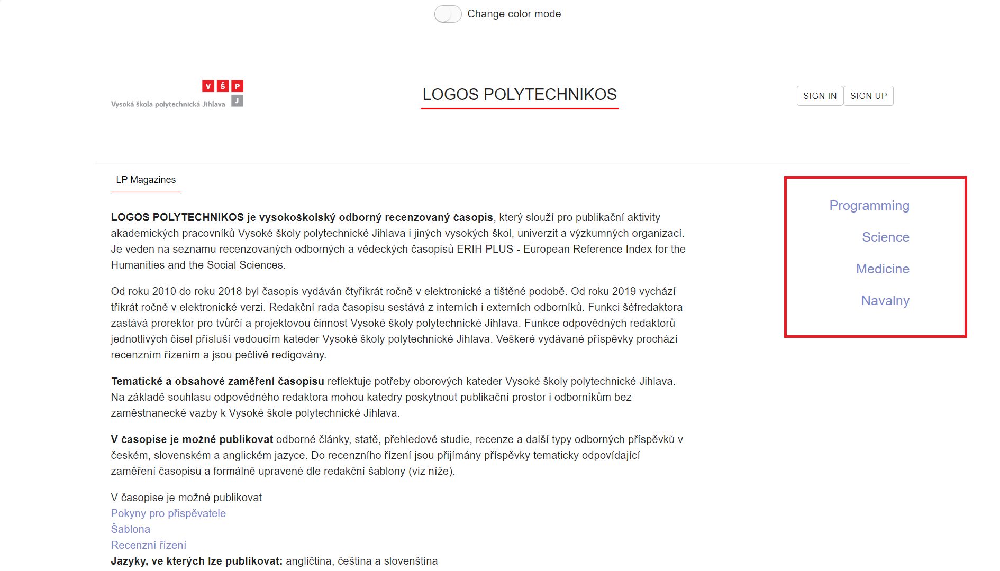 Change color mode
V Š P
Vysoká škola polytechnická Jihlava J
LOGOS POLYTECHNIKOS
SIGN IN SIGN UP
LP Magazines
LOGOS POLYTECHNIKOS je vysokoškolský odborný recenzovaný časopis, který slouží pro publikační aktivity
akademických pracovníků Vysoké školy polytechnické Jihlava i jiných vysokých škol, univerzit a výzkumných organizací.
Je veden na seznamu recenzovaných odborných a vědeckých časopisů ERIH PLUS - European Reference Index for the
Humanities and the Social Sciences.
Od roku 2010 do roku 2018 byl časopis vydáván čtyřikrát ročně v elektronické a tištěné podobě. Od roku 2019 vychází
třikrát ročně v elektronické verzi. Redakční rada časopisu sestává z interních i externích odborníků. Funkci šéfredaktora
zastává prorektor pro tvůrčí a projektovou činnost Vysoké školy polytechnické Jihlava. Funkce odpovědných redaktorů
jednotlivých čísel přísluší vedoucím kateder Vysoké školy polytechnické Jihlava. Veškeré vydávané příspěvky prochází
recenzním řízením a jsou pečlivě redigovány.
Tematické a obsahové zaměření časopisu reflektuje potřeby oborových kateder Vysoké školy polytechnické Jihlava.
Na základě souhlasu odpovědného redaktora mohou katedry poskytnout publikační prostor i odborníkům bez
zaměstnanecké vazby k Vysoké škole polytechnické Jihlava.
V časopise je možné publikovat odborné články, statě, přehledové studie, recenze a další typy odborných příspěvků v
českém, slovenském a anglickém jazyce. Do recenzního řízení jsou přijímány příspěvky tematicky odpovídající
zaměření časopisu a formálně upravené dle redakční šablony (viz níže).
V časopise je možné publikovat
Pokyny pro přispěvatele
Šablona
Recenzní řízení
Jazyky, ve kterých lze publikovat: angličtina, čeština a slovenština
Programming
Science
Medicine
Navalny